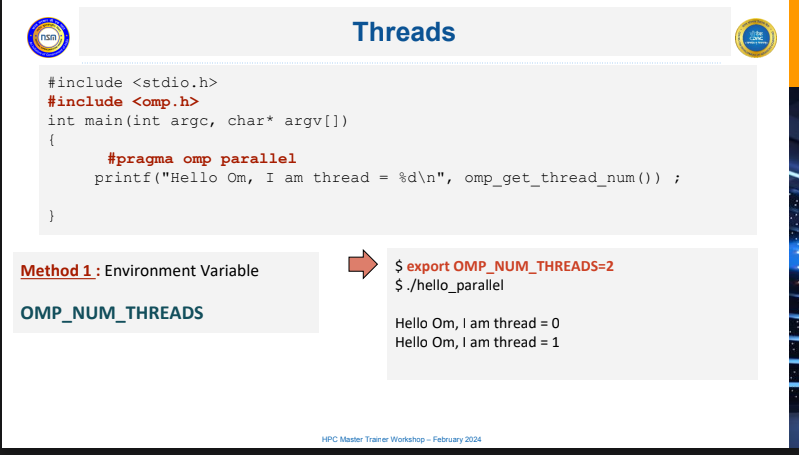 Threads
nsm
#include <stdio.h>
#include <omp.h>
int main(int argc, char* argv[])
{
#pragma omp parallel
printf("Hello Om, I am thread = %d\n", omp_get_thread_num()) ;
}
Method 1 : Environment Variable
OMP_NUM_THREADS
$ export OMP_NUM_THREADS=2
$ ./hello_parallel
Hello Om, I am thread = 0
Hello Om, I am thread = 1
HPC Master Trainer Workshop – February 2024